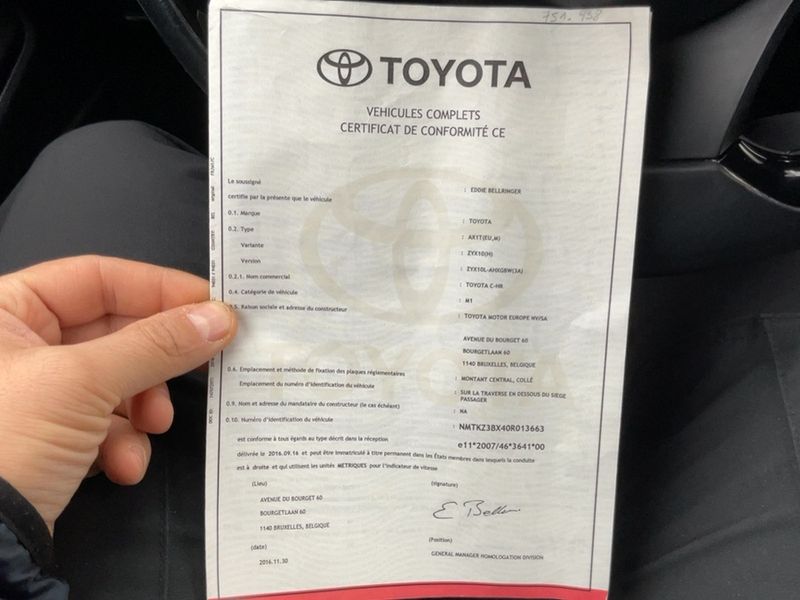 751. 938
TOYOTA
VEHICULES COMPLETS
CERTIFICAT DE CONFORMITÉ CE
Le soussigné : EDDIE BELLRINGER
certifie par la présente que le véhicule
0.1. Marque : TOYOTA
0.2. Type : AX1T(EU,M)
Variante : ZYX10(H)
Version : ZYX10L-AHXGBW(3A)
0.2.1. Nom commercial : TOYOTA C-HR
0.4. Catégorie de véhicule : M1
0.5. Raison sociale et adresse du constructeur : TOYOTA MOTOR EUROPE NV/SA
AVENUE DU BOURGET 60
BOURGETLAAN 60
1140 BRUXELLES, BELGIQUE
0.6. Emplacement et méthode de fixation des plaques réglementaires : MONTANT CENTRAL, COLLÉ
Emplacement du numéro d'identification du véhicule : SUR LA TRAVERSE EN DESSOUS DU SIEGE
PASSAGER
0.9. Nom et adresse du mandataire du constructeur (le cas échéant) : NA
0.10. Numéro d'identification du véhicule : NMTKZ3BX40R013663
est conforme à tous égards au type décrit dans la réception e11*2007/46*3641*00
délivrée le 2016.09.16 et peut être immatriculé à titre permanent dans les États membres dans lesquels la conduite
est à droite et qui utilisent les unités METRIQUES pour l'indicateur de vitesse
(Lieu) (signature)
AVENUE DU BOURGET 60
BOURGETLAAN 60
1140 BRUXELLES, BELGIQUE
E Bellr
(date) (Position)
2016.11.30 GENERAL MANAGER HOMOLOGATION DIVISION